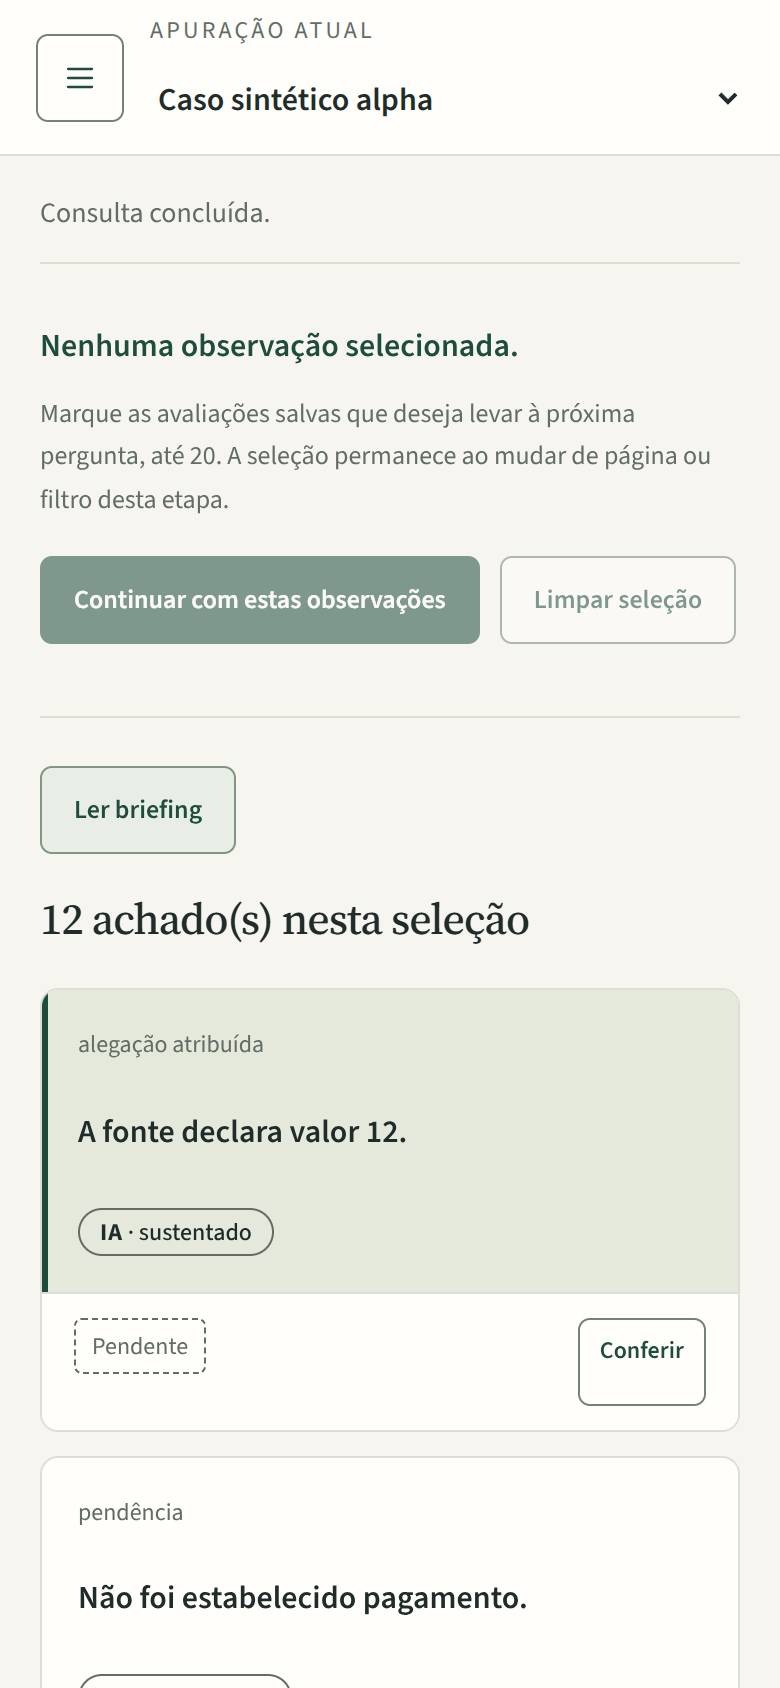 APURAÇÃO ATUAL
Caso sintético alpha
Consulta concluída.
Nenhuma observação selecionada.
Marque as avaliações salvas que deseja levar à próxima
pergunta, até 20. A seleção permanece ao mudar de página ou
filtro desta etapa.
Continuar com estas observações
Limpar seleção
Ler briefing
12 achado(s) nesta seleção
alegação atribuída
A fonte declara valor 12.
IA · sustentado
Pendente
Conferir
pendência
Não foi estabelecido pagamento.